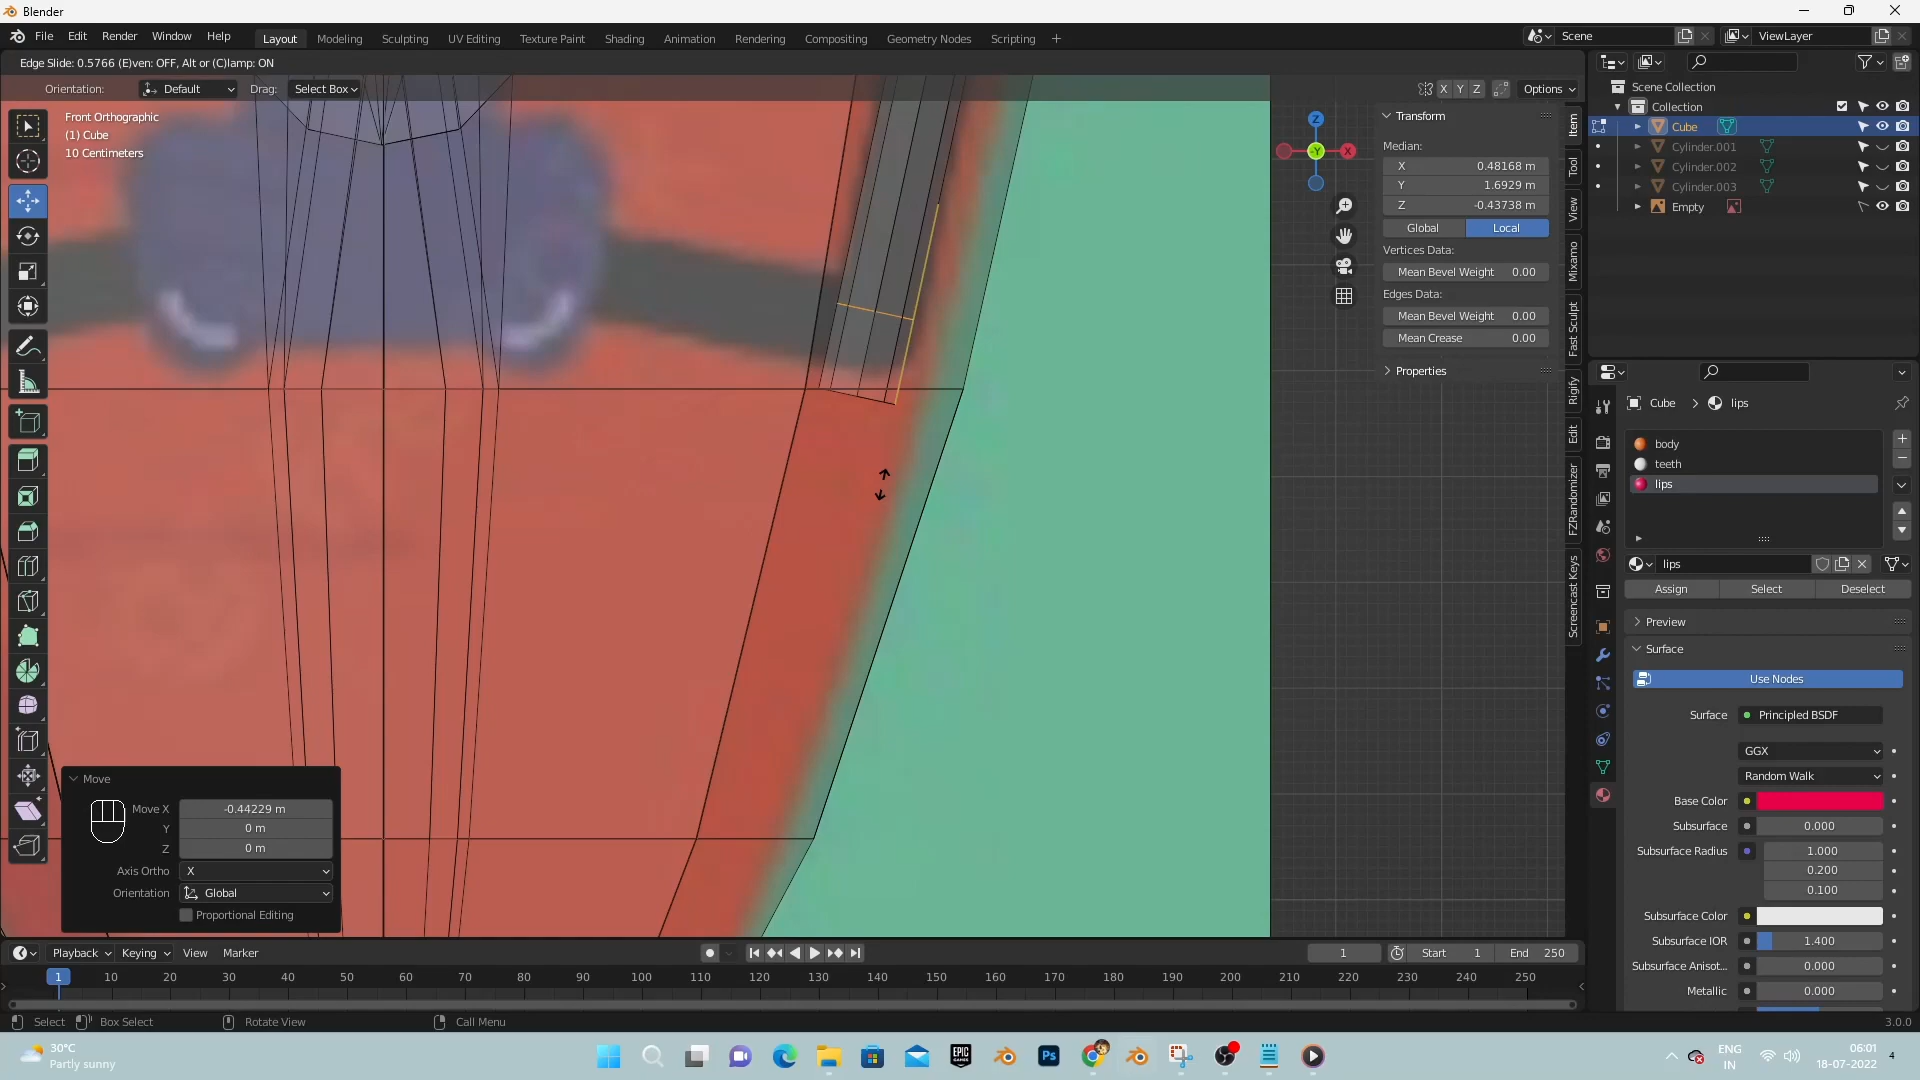 Blender
File Edit Render Window Help
Layout Modeling Sculpting UV Editing Texture Paint Shading Animation Rendering Compositing Geometry Nodes Scripting +
Scene
ViewLayer
Edge Slide: 0.5766 (E)ven: OFF, Alt or (C)lamp: ON
Orientation: Default Drag: Select Box
X Y Z Options
Front Orthographic
(1) Cube
10 Centimeters
Z
-Y
X
Transform
Median:
X 0.48168 m
Y 1.6929 m
Z -0.43738 m
Global Local
Vertices Data:
Mean Bevel Weight 0.00
Edges Data:
Mean Bevel Weight 0.00
Mean Crease 0.00
Properties
Item
Tool
View
Mixamo
Fast Sculpt
Rigify
Edit
FZRandomizer
Screencast Keys
Scene Collection
Collection
Cube
Cylinder.001
Cylinder.002
Cylinder.003
Empty
Cube lips
body
teeth
lips
lips
Assign Select Deselect
Preview
Surface
Use Nodes
Surface Principled BSDF
GGX
Random Walk
Base Color
Subsurface 0.000
Subsurface Radius 1.000
0.200
0.100
Subsurface Color
Subsurface IOR 1.400
Subsurface Anisot... 0.000
Metallic 0.000
Move
Move X -0.44229 m
Y 0 m
Z 0 m
Axis Ortho X
Orientation Global
Proportional Editing
Playback Keying View Marker
1 Start 1 End 250
1 10 20 30 40 50 60 70 80 90 100 110 120 130 140 150 160 170 180 190 200 210 220 230 240 250
Select Box Select Rotate View Call Menu
3.0.0
30°C
Partly sunny
EPIC GAMES
Ps
ENG
IN
06:01
18-07-2022
4